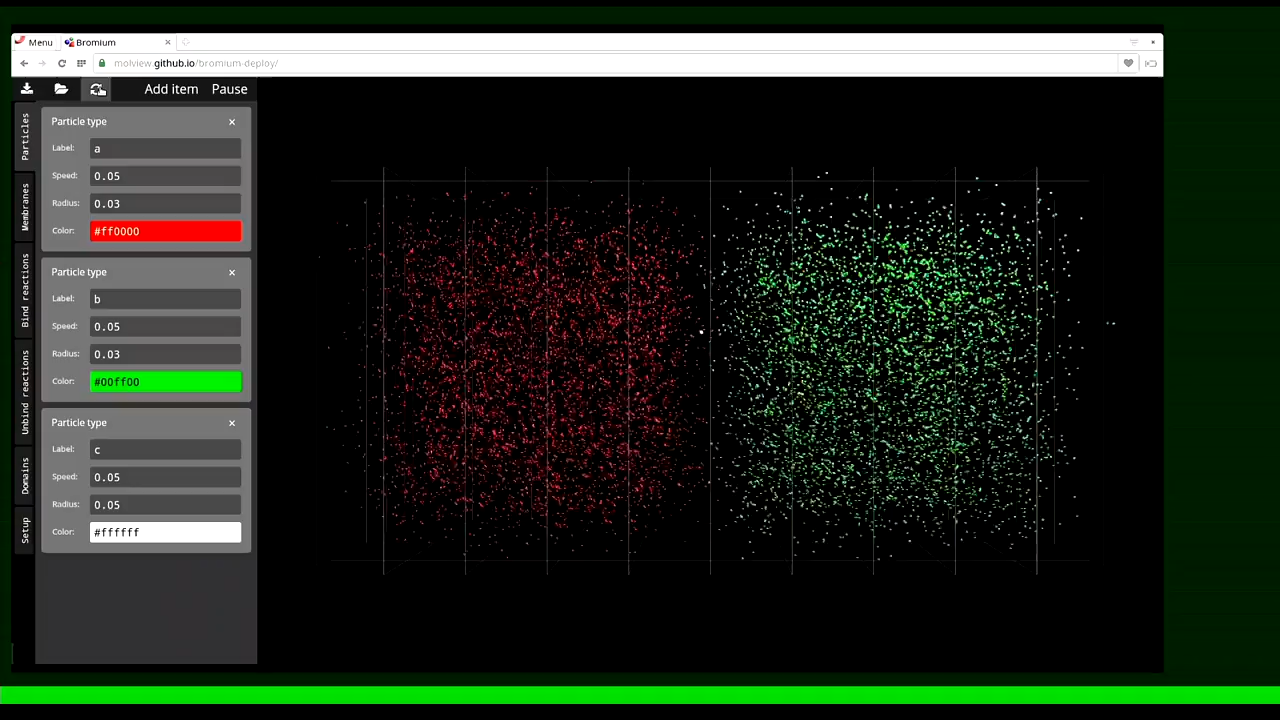 Menu
Bromium
molview.github.io/bromium-deploy/
Add item
Pause
Particles
Membranes
Bind reactions
Unbind reactions
Domains
Setup
Particle type
Label: a
Speed: 0.05
Radius: 0.03
Color: #ff0000
Particle type
Label: b
Speed: 0.05
Radius: 0.03
Color: #00ff00
Particle type
Label: c
Speed: 0.05
Radius: 0.05
Color: #ffffff